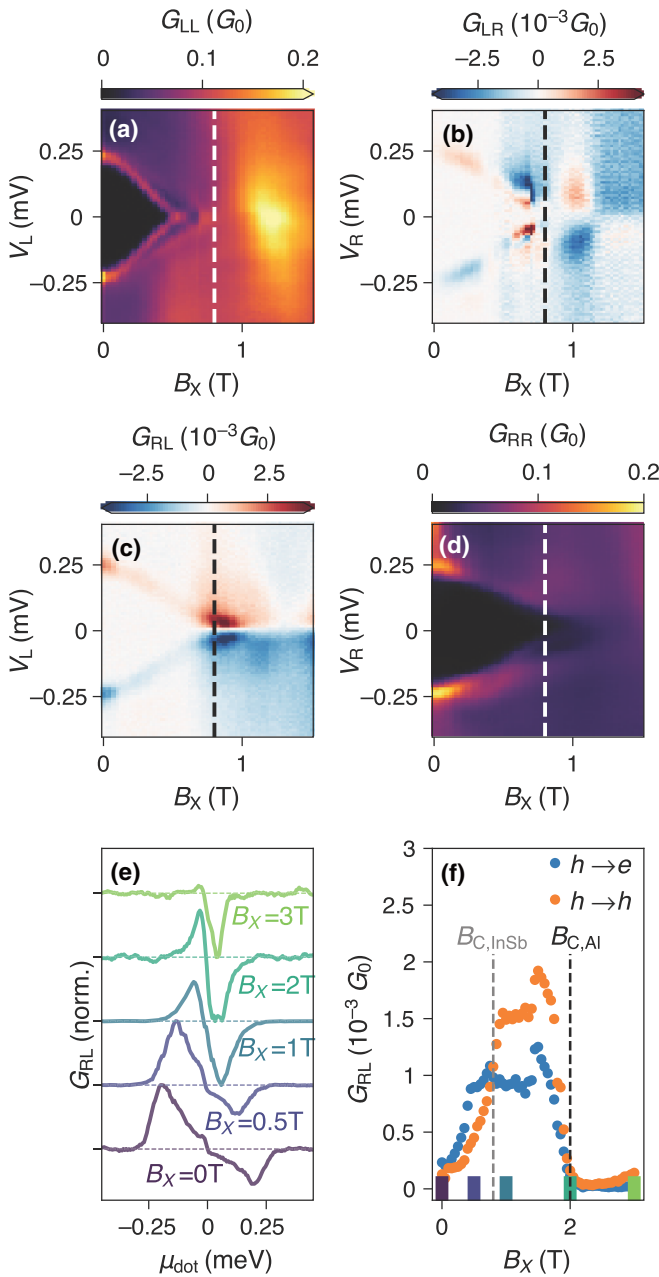 G_LL (G_0)
0 0.1 0.2
(a)
V_L (mV)
0.25
0
−0.25
0 1
B_X (T)
G_LR (10^−3 G_0)
−2.5 0 2.5
(b)
V_R (mV)
0.25
0
−0.25
0 1
B_X (T)
G_RL (10^−3 G_0)
−2.5 0 2.5
(c)
V_L (mV)
0.25
0
−0.25
0 1
B_X (T)
G_RR (G_0)
0 0.1 0.2
(d)
V_R (mV)
0.25
0
−0.25
0 1
B_X (T)
(e)
G_RL (norm.)
B_X=3T
B_X=2T
B_X=1T
B_X=0.5T
B_X=0T
−0.25 0 0.25
μ_dot (meV)
(f)
h→e
h→h
B_C,InSb
B_C,Al
G_RL (10^−3 G_0)
3
2.5
2
1.5
1
0.5
0
0 2
B_X (T)